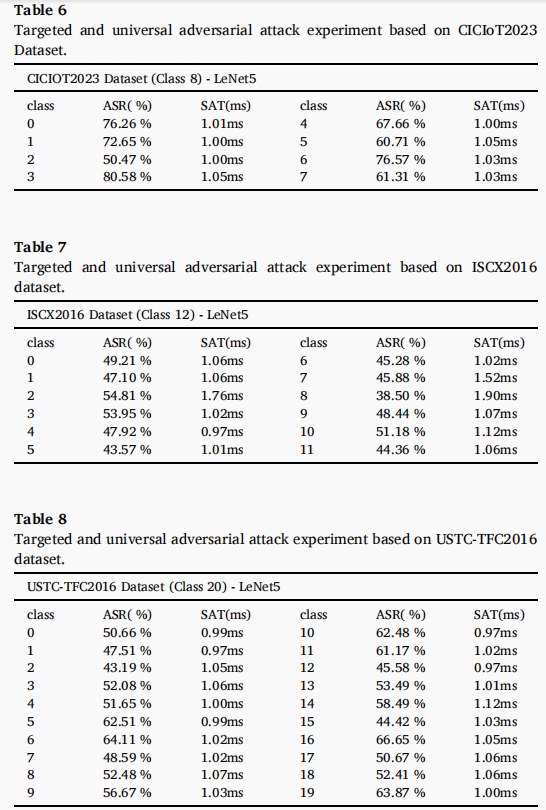 Table 6
Targeted and universal adversarial attack experiment based on CICIoT2023
Dataset.
CICIOT2023 Dataset (Class 8) - LeNet5
class ASR( %) SAT(ms) class ASR( %) SAT(ms)
0 76.26 % 1.01ms 4 67.66 % 1.00ms
1 72.65 % 1.00ms 5 60.71 % 1.05ms
2 50.47 % 1.00ms 6 76.57 % 1.03ms
3 80.58 % 1.05ms 7 61.31 % 1.03ms
Table 7
Targeted and universal adversarial attack experiment based on ISCX2016
dataset.
ISCX2016 Dataset (Class 12) - LeNet5
class ASR( %) SAT(ms) class ASR( %) SAT(ms)
0 49.21 % 1.06ms 6 45.28 % 1.02ms
1 47.10 % 1.06ms 7 45.88 % 1.52ms
2 54.81 % 1.76ms 8 38.50 % 1.90ms
3 53.95 % 1.02ms 9 48.44 % 1.07ms
4 47.92 % 0.97ms 10 51.18 % 1.12ms
5 43.57 % 1.01ms 11 44.36 % 1.06ms
Table 8
Targeted and universal adversarial attack experiment based on USTC-TFC2016
dataset.
USTC-TFC2016 Dataset (Class 20) - LeNet5
class ASR( %) SAT(ms) class ASR( %) SAT(ms)
0 50.66 % 0.99ms 10 62.48 % 0.97ms
1 47.51 % 0.97ms 11 61.17 % 1.02ms
2 43.19 % 1.05ms 12 45.58 % 0.97ms
3 52.08 % 1.06ms 13 53.49 % 1.01ms
4 51.65 % 1.00ms 14 58.49 % 1.12ms
5 62.51 % 0.99ms 15 44.42 % 1.03ms
6 64.11 % 1.02ms 16 66.65 % 1.05ms
7 48.59 % 1.02ms 17 50.67 % 1.06ms
8 52.48 % 1.07ms 18 52.41 % 1.06ms
9 56.67 % 1.03ms 19 63.87 % 1.00ms